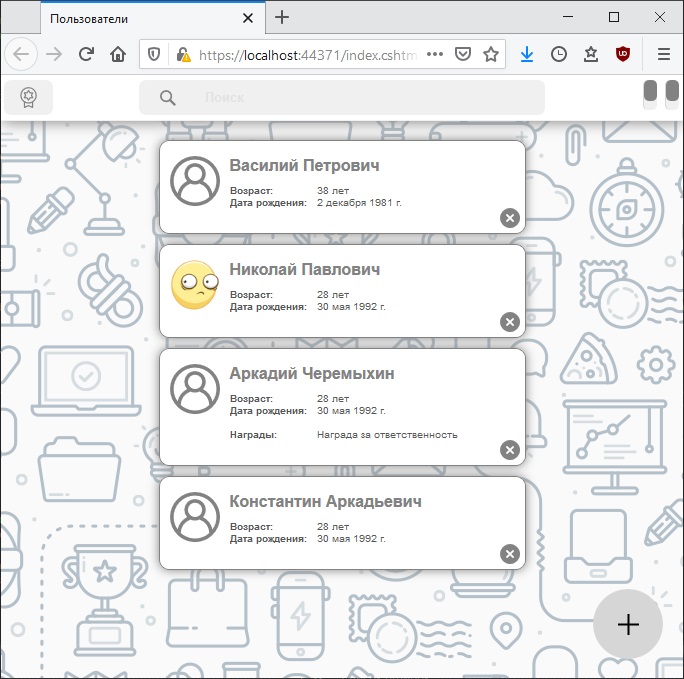 Пользователи
https://localhost:44371/index.cshtm
Поиск
Василий Петрович
Возраст: 38 лет
Дата рождения: 2 декабря 1981 г.
Николай Павлович
Возраст: 28 лет
Дата рождения: 30 мая 1992 г.
Аркадий Черемыхин
Возраст: 28 лет
Дата рождения: 30 мая 1992 г.
Награды: Награда за ответственность
Константин Аркадьевич
Возраст: 28 лет
Дата рождения: 30 мая 1992 г.